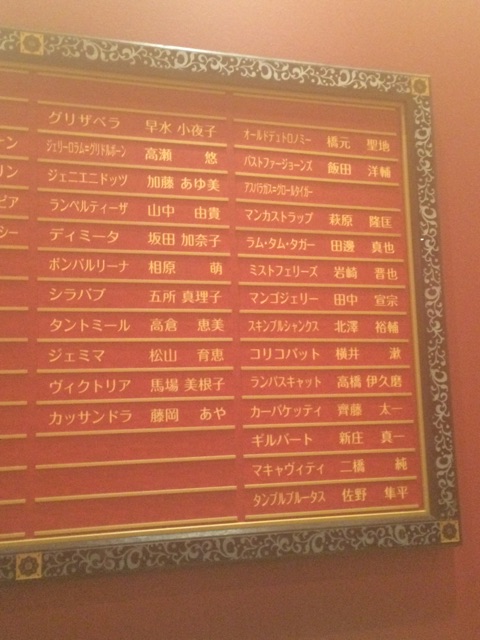 ーン
リン
ビア
シー
グリザベラ 早水 小夜子
ジェリーロラム=グリドルボーン 高瀬 悠
ジェニエニドッツ 加藤 あゆ美
ランペルティーザ 山中 由貴
ディミータ 坂田 加奈子
ボンバルリーナ 相原 萌
シラバブ 五所 真理子
タントミール 高倉 恵美
ジェミマ 松山 育恵
ヴィクトリア 馬場 美根子
カッサンドラ 藤岡 あや
オールドデュトロノミー 橋元 聖地
バストファージョーンズ 飯田 洋輔
アスパラガス=グロールタイガー
マンカストラップ 萩原 隆匡
ラム・タム・タガー 田邊 真也
ミストフェリーズ 岩崎 晋也
マンゴジェリー 田中 宣宗
スキンブルシャンクス 北澤 裕輔
コリコパット 横井 漱
ランパスキャット 高橋 伊久磨
カーバケッティ 齊藤 太一
ギルバート 新庄 真一
マキャヴィティ 二橋 純
タンブルブルータス 佐野 隼平